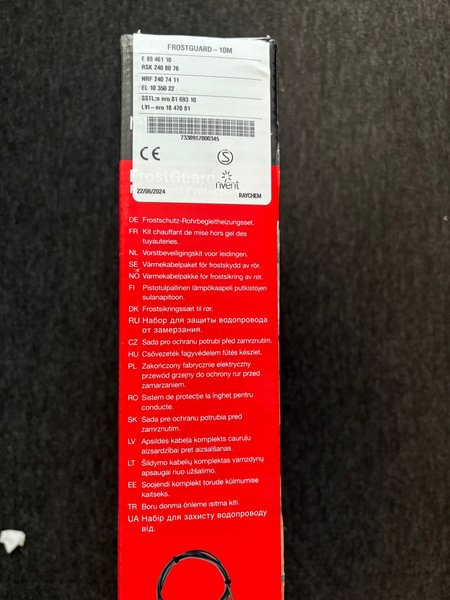 FROSTGUARD-10M
E 89 461 10
RSK 240 80 76
NRF 240 74 11
EL 10 350 22
SSTL:n nro 81 693 10
LVI-nro 18 470 81
7330957000345
CE
S
nVent
22/06/2024
RAYCHEM
FrostGuard
DE Frostschutz-Rohrbegleitheizungsset.
FR Kit chauffant de mise hors gel des
tuyauteries.
NL Vorstbeveiligingskit voor leidingen.
SE Värmekabelpaket för frostskydd av rör.
NO Varmekabelpakke for frostsikring av rør.
FI Pistotulpallinen lämpökaapeli putkistojen
sulanapitoon.
DK Frostsikringssæt til rør.
RU Набор для защиты водопровода
от замерзания.
CZ Sada pro ochranu potrubí před zamrznutím.
HU Csővezeték fagyvédelem fűtés készlet.
PL Zakończony fabrycznie elektryczny
przewód grzejny do ochrony rur przed
zamarzaniem.
RO Sistem de protecţie la îngheţ pentru
conducte.
SK Sada pre ochranu potrubia pred
zamrznutím.
LV Apsildes kabeļa komplekts cauruļu
aizsardzībai pret aizsalšanas.
LT Šildymo kabelių komplektas vamzdynų
apsaugai nuo užšalimo.
EE Soojendi komplekt torude külmumise
kaitseks.
TR Boru donma önleme ısıtma kiti.
UA Набір для захисту водопроводу
від.